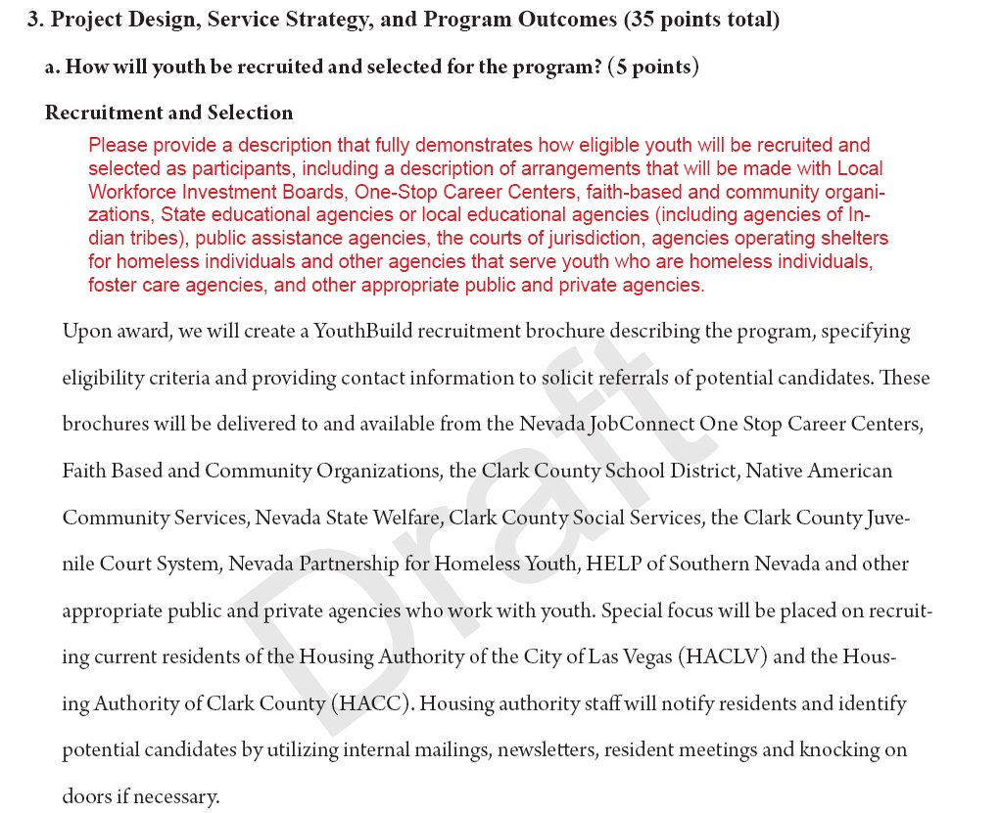 3. Project Design, Service Strategy, and Program Outcomes (35 points total)
a. How will youth be recruited and selected for the program? (5 points)
Recruitment and Selection
Please provide a description that fully demonstrates how eligible youth will be recruited and
selected as participants, including a description of arrangements that will be made with Local
Workforce Investment Boards, One-Stop Career Centers, faith-based and community organi-
zations, State educational agencies or local educational agencies (including agencies of In-
dian tribes), public assistance agencies, the courts of jurisdiction, agencies operating shelters
for homeless individuals and other agencies that serve youth who are homeless individuals,
foster care agencies, and other appropriate public and private agencies.
Upon award, we will create a YouthBuild recruitment brochure describing the program, specifying
eligibility criteria and providing contact information to solicit referrals of potential candidates. These
brochures will be delivered to and available from the Nevada JobConnect One Stop Career Centers,
Faith Based and Community Organizations, the Clark County School District, Native American
Community Services, Nevada State Welfare, Clark County Social Services, the Clark County Juve-
nile Court System, Nevada Partnership for Homeless Youth, HELP of Southern Nevada and other
appropriate public and private agencies who work with youth. Special focus will be placed on recruit-
ing current residents of the Housing Authority of the City of Las Vegas (HACLV) and the Hous-
ing Authority of Clark County (HACC). Housing authority staff will notify residents and identify
potential candidates by utilizing internal mailings, newsletters, resident meetings and knocking on
doors if necessary.
Draft